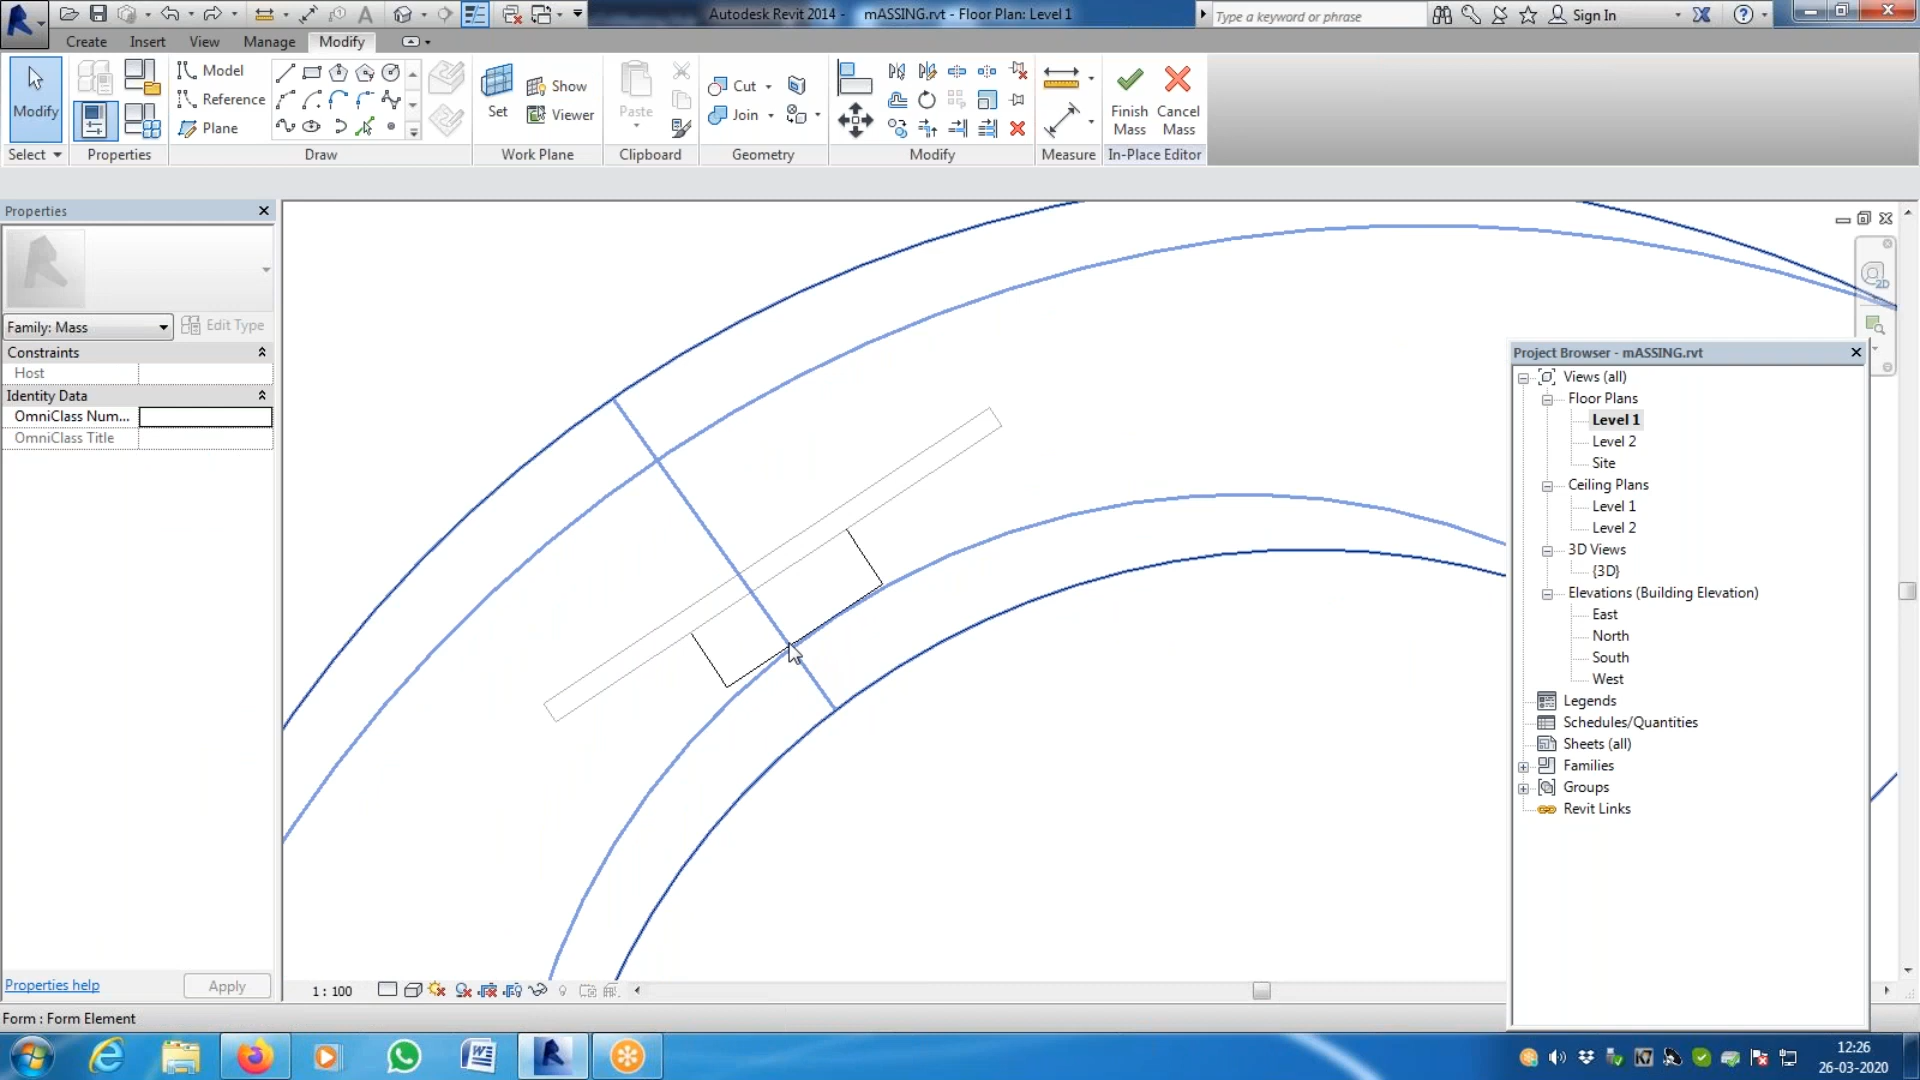 Autodesk Revit 2014 - mASSING.rvt - Floor Plan: Level 1
Type a keyword or phrase
Sign In
Create Insert View Manage Modify
Modify
Model
Reference
Plane
Set
Show
Viewer
Paste
Cut
Join
Finish Mass
Cancel Mass
Select Properties Draw Work Plane Clipboard Geometry Modify Measure In-Place Editor
Properties
Family: Mass
Edit Type
Constraints
Host
Identity Data
OmniClass Num...
OmniClass Title
Properties help
Apply
2D
Project Browser - mASSING.rvt
Views (all)
Floor Plans
Level 1
Level 2
Site
Ceiling Plans
Level 1
Level 2
3D Views
{3D}
Elevations (Building Elevation)
East
North
South
West
Legends
Schedules/Quantities
Sheets (all)
Families
Groups
Revit Links
1 : 100
Form : Form Element
12:26
26-03-2020